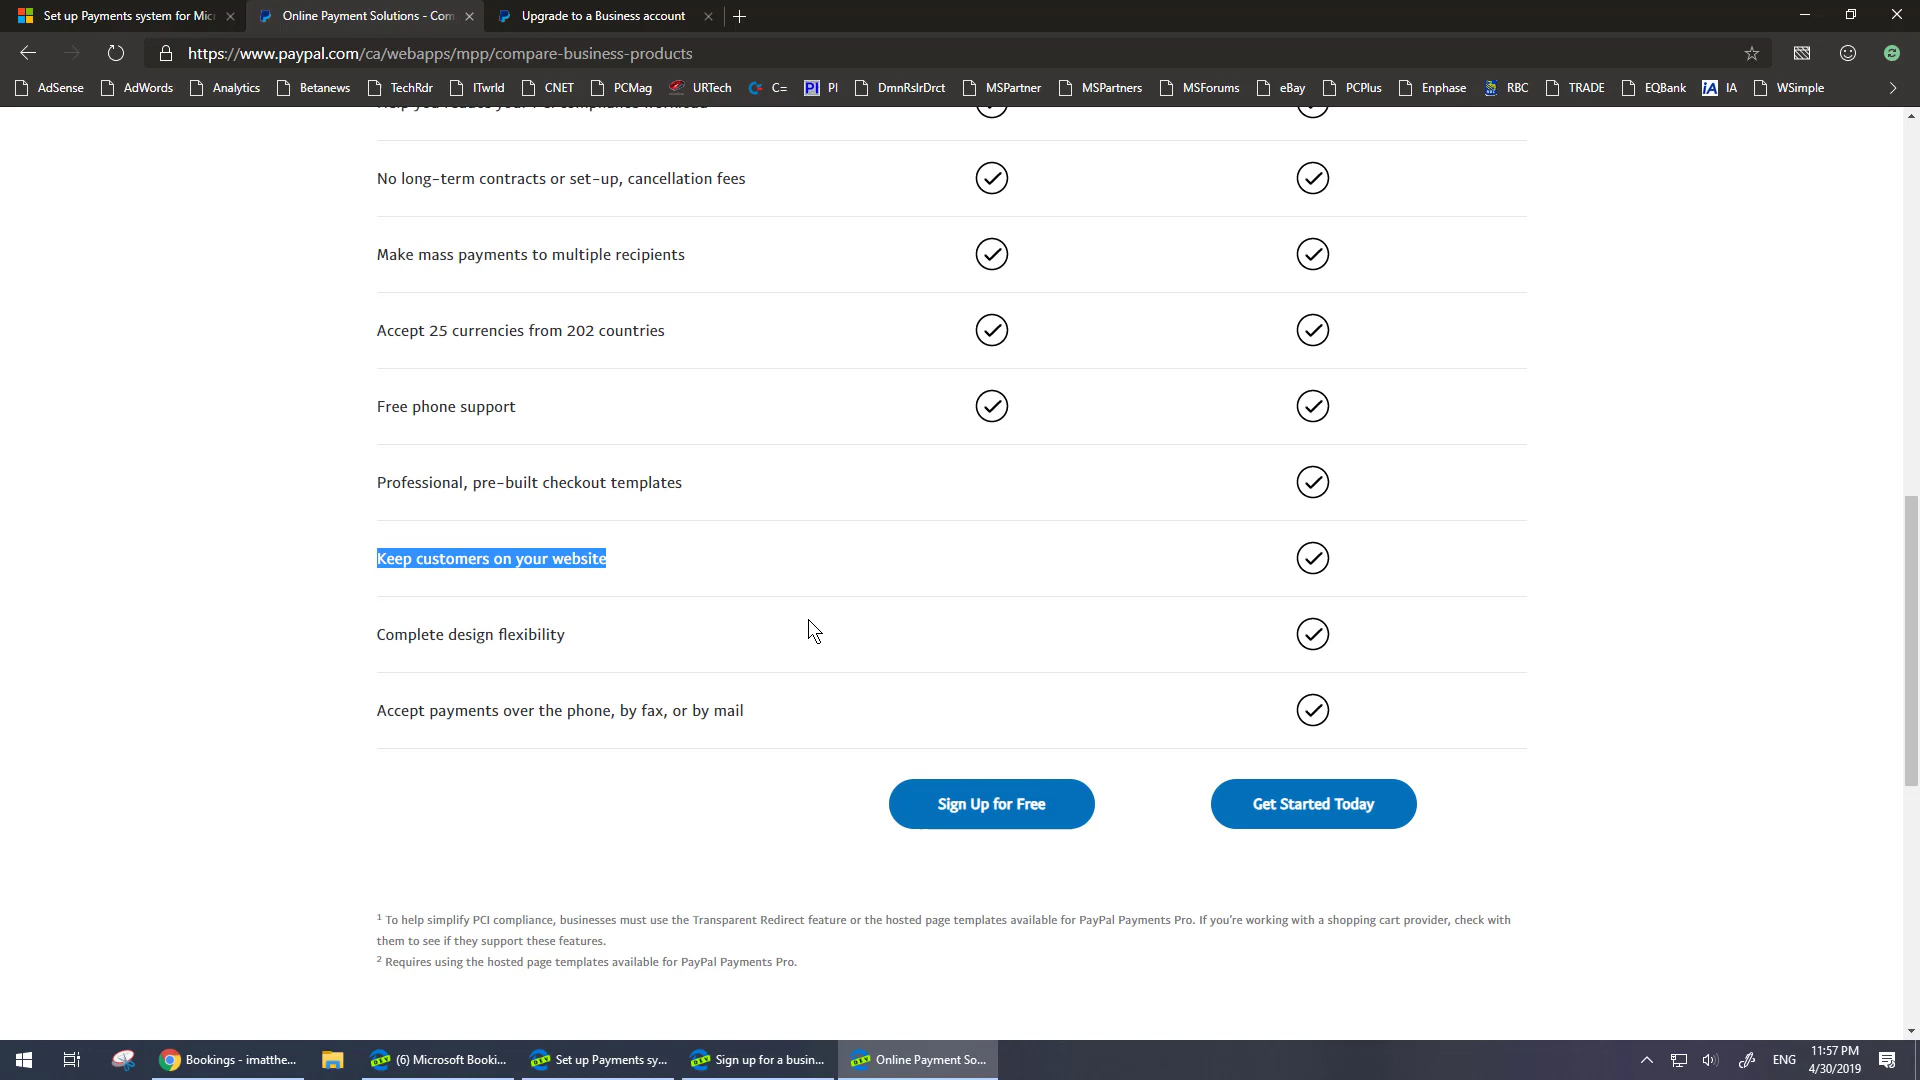 Set up Payments system for Mic
Online Payment Solutions - Com
Upgrade to a Business account
https://www.paypal.com/ca/webapps/mpp/compare-business-products
AdSense AdWords Analytics Betanews TechRdr ITwrld CNET PCMag URTech C= PI DmnRslrDrct MSPartner MSPartners MSForums eBay PCPlus Enphase RBC TRADE EQBank IA WSimple
Help you reduce your PCI compliance workload
No long-term contracts or set-up, cancellation fees
Make mass payments to multiple recipients
Accept 25 currencies from 202 countries
Free phone support
Professional, pre-built checkout templates
Keep customers on your website
Complete design flexibility
Accept payments over the phone, by fax, or by mail
Sign Up for Free
Get Started Today
1 To help simplify PCI compliance, businesses must use the Transparent Redirect feature or the hosted page templates available for PayPal Payments Pro. If you're working with a shopping cart provider, check with
them to see if they support these features.
2 Requires using the hosted page templates available for PayPal Payments Pro.
Bookings - imatthe...
(6) Microsoft Booki...
Set up Payments sy...
Sign up for a busin...
Online Payment So...
ENG
11:57 PM
4/30/2019